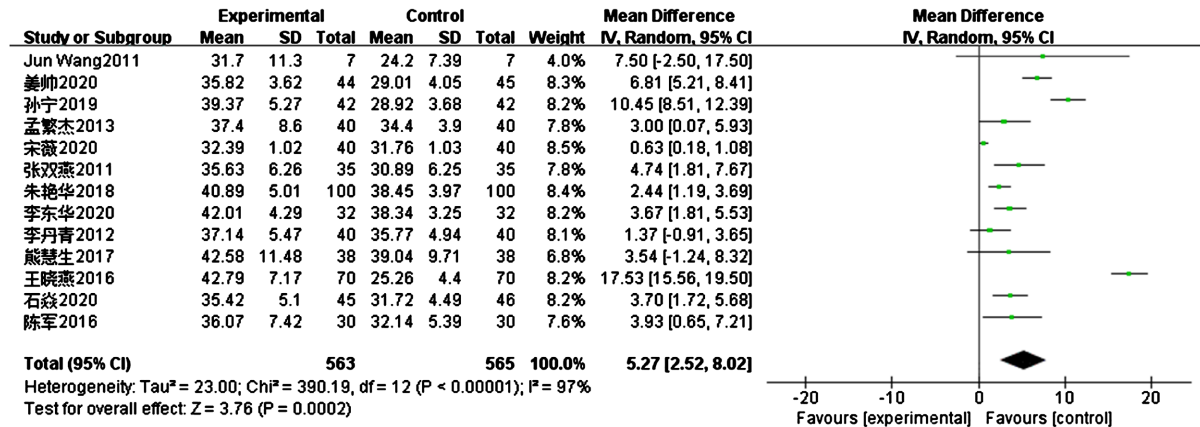 Experimental Control Mean Difference Mean Difference
Study or Subgroup Mean SD Total Mean SD Total Weight IV, Random, 95% CI IV, Random, 95% CI
Jun Wang2011 31.7 11.3 7 24.2 7.39 7 4.0% 7.50 [-2.50, 17.50]
姜帅2020 35.82 3.62 44 29.01 4.05 45 8.3% 6.81 [5.21, 8.41]
孙宁2019 39.37 5.27 42 28.92 3.68 42 8.2% 10.45 [8.51, 12.39]
孟繁杰2013 37.4 8.6 40 34.4 3.9 40 7.8% 3.00 [0.07, 5.93]
宋薇2020 32.39 1.02 40 31.76 1.03 40 8.5% 0.63 [0.18, 1.08]
张双燕2011 35.63 6.26 35 30.89 6.25 35 7.8% 4.74 [1.81, 7.67]
朱艳华2018 40.89 5.01 100 38.45 3.97 100 8.4% 2.44 [1.19, 3.69]
李东华2020 42.01 4.29 32 38.34 3.25 32 8.2% 3.67 [1.81, 5.53]
李丹青2012 37.14 5.47 40 35.77 4.94 40 8.1% 1.37 [-0.91, 3.65]
熊慧生2017 42.58 11.48 38 39.04 9.71 38 6.8% 3.54 [-1.24, 8.32]
王晓燕2016 42.79 7.17 70 25.26 4.4 70 8.2% 17.53 [15.56, 19.50]
石焱2020 35.42 5.1 45 31.72 4.49 46 8.2% 3.70 [1.72, 5.68]
陈军2016 36.07 7.42 30 32.14 5.39 30 7.6% 3.93 [0.65, 7.21]
Total (95% CI) 563 565 100.0% 5.27 [2.52, 8.02]
Heterogeneity: Tau² = 23.00; Chi² = 390.19, df = 12 (P < 0.00001); I² = 97%
Test for overall effect: Z = 3.76 (P = 0.0002)
-20 -10 0 10 20
Favours [experimental] Favours [control]